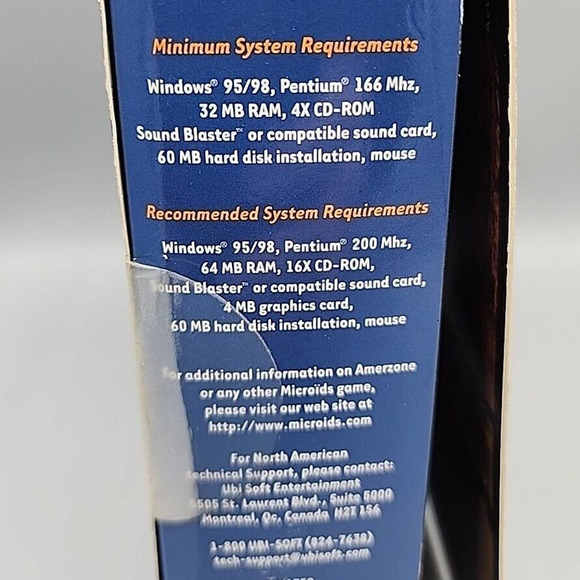 Minimum System Requirements
Windows® 95/98, Pentium® 166 Mhz,
32 MB RAM, 4X CD-ROM
Sound Blaster™ or compatible sound card,
60 MB hard disk installation, mouse
Recommended System Requirements
Windows® 95/98, Pentium® 200 Mhz,
64 MB RAM, 16X CD-ROM,
Sound Blaster™ or compatible sound card,
4 MB graphics card,
60 MB hard disk installation, mouse
For additional information on Amerzone
or any other Microïds game,
please visit our web site at
http://www.microids.com
For North American
technical Support, please contact:
Ubi Soft Entertainment
5505 St. Laurent Blvd., Suite 5000
Montreal, Qc, Canada H2T 1S6
1-800 UBI-SOFT (824-7638)
tech-support@ubisoft.com